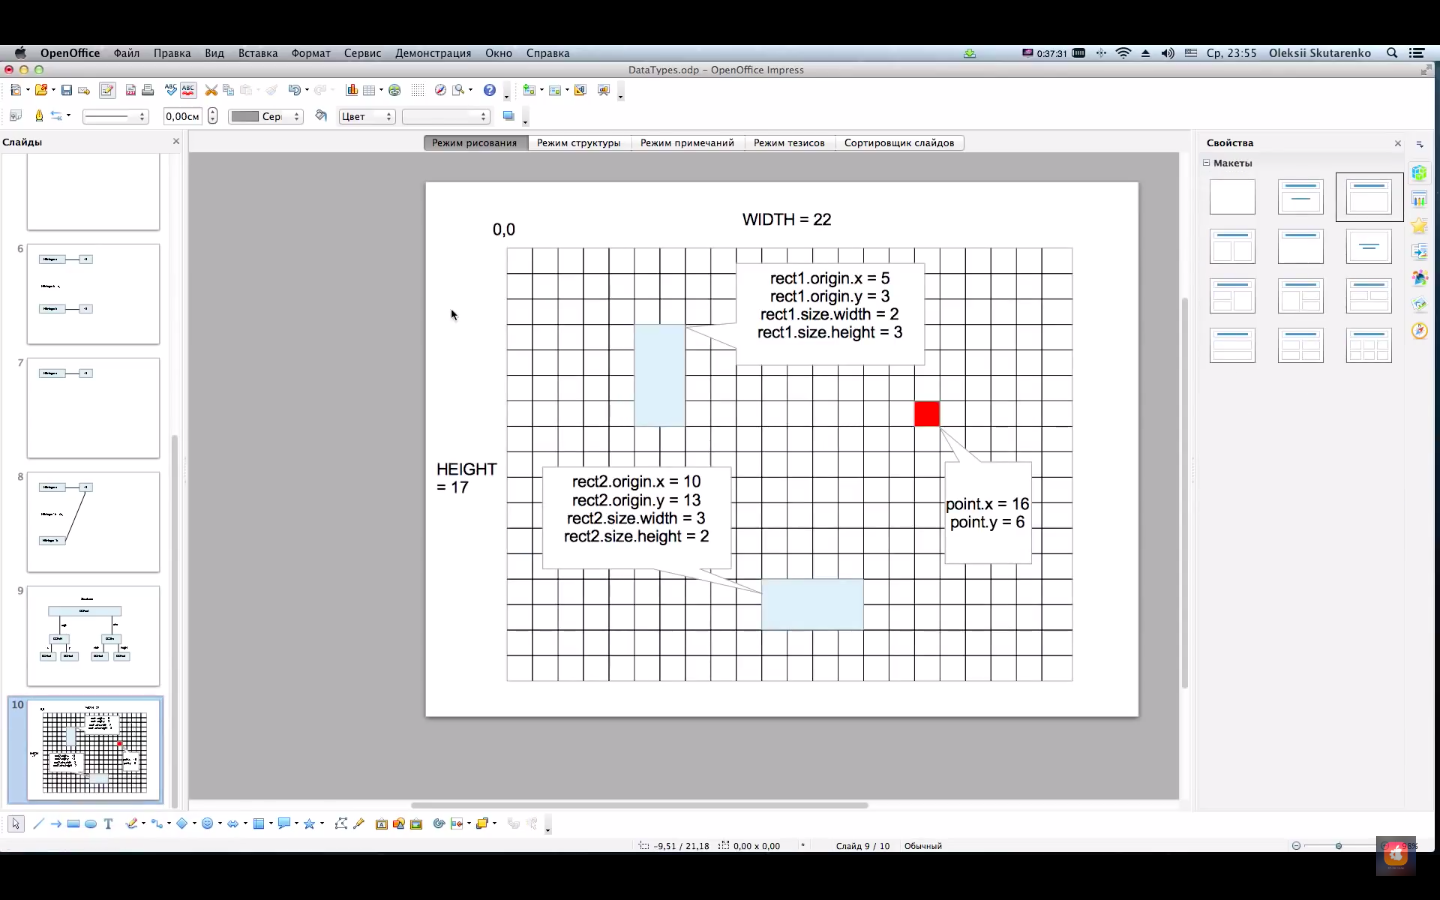 OpenOffice Файл Правка Вид Вставка Формат Сервис Демонстрация Окно Справка 0:37:31 Ср, 23:55 Oleksii Skutarenko
DataTypes.odp – OpenOffice Impress
0,00см Сері Цвет
Слайды
Режим рисования Режим структуры Режим примечаний Режим тезисов Сортировщик слайдов
Свойства
Макеты
6
7
8
9
10
0,0
WIDTH = 22
rect1.origin.x = 5
rect1.origin.y = 3
rect1.size.width = 2
rect1.size.height = 3
HEIGHT
= 17
rect2.origin.x = 10
rect2.origin.y = 13
rect2.size.width = 3
rect2.size.height = 2
point.x = 16
point.y = 6
-9,51 / 21,18 0,00 x 0,00 * Слайд 9 / 10 Обычный